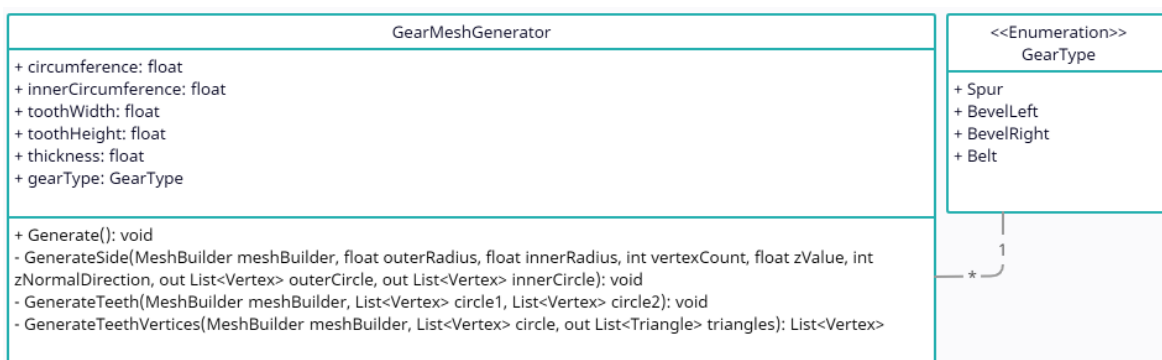 GearMeshGenerator
+ circumference: float
+ innerCircumference: float
+ toothWidth: float
+ toothHeight: float
+ thickness: float
+ gearType: GearType
+ Generate(): void
- GenerateSide(MeshBuilder meshBuilder, float outerRadius, float innerRadius, int vertexCount, float zValue, int
zNormalDirection, out List<Vertex> outerCircle, out List<Vertex> innerCircle): void
- GenerateTeeth(MeshBuilder meshBuilder, List<Vertex> circle1, List<Vertex> circle2): void
- GenerateTeethVertices(MeshBuilder meshBuilder, List<Vertex> circle, out List<Triangle> triangles): List<Vertex>
<<Enumeration>>
GearType
+ Spur
+ BevelLeft
+ BevelRight
+ Belt
1
*